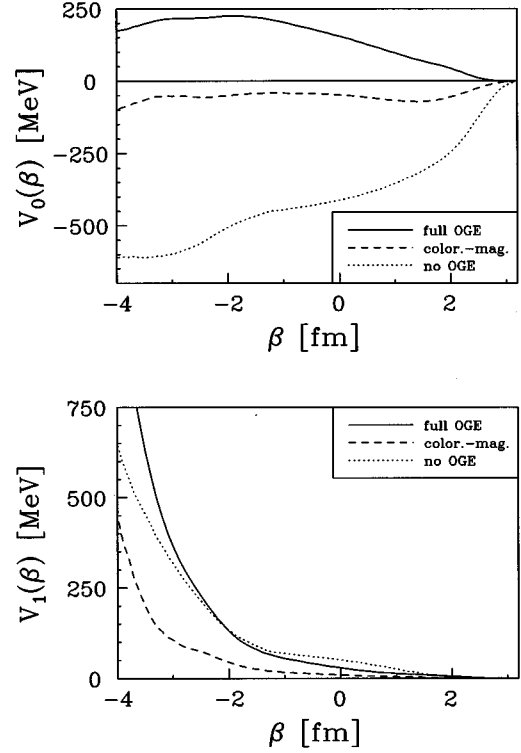 250
0
−250
−500
V₀(β) [MeV]
full OGE
color.-mag.
no OGE
−4
−2
0
2
β [fm]
750
500
250
0
V₁(β) [MeV]
full OGE
color.-mag.
no OGE
−4
−2
0
2
β [fm]